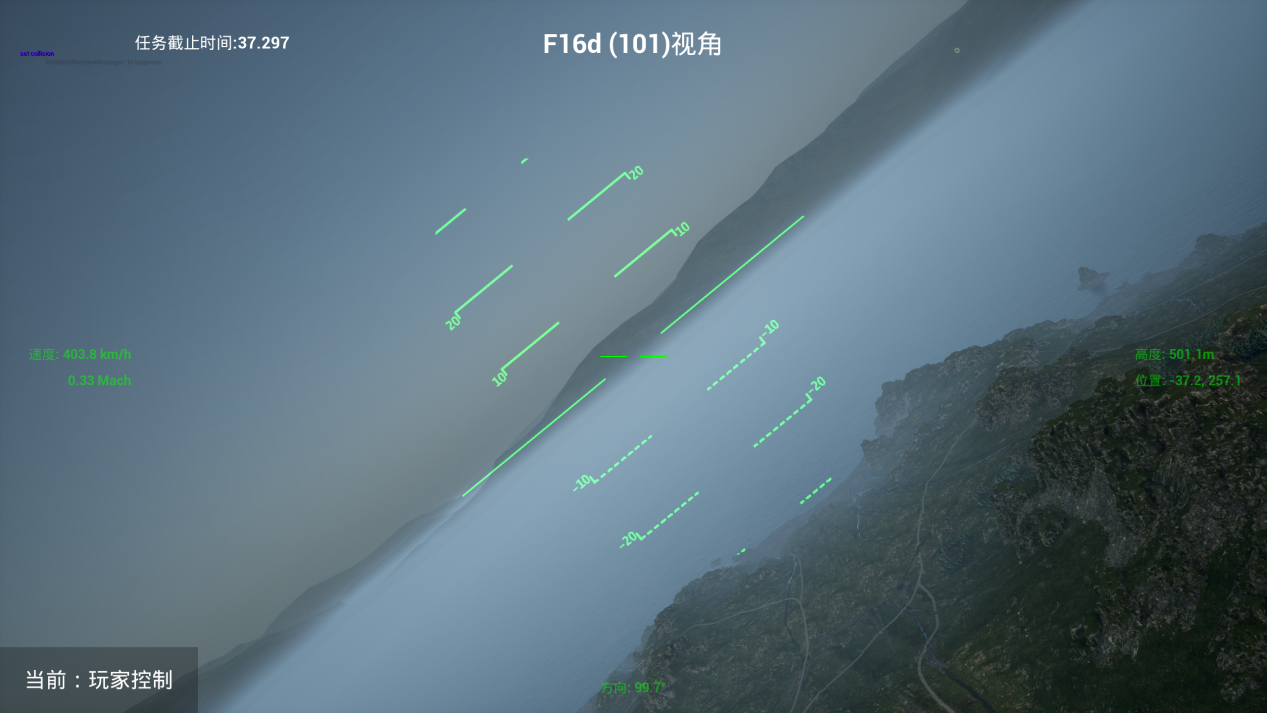 任务截止时间:37.297
F16d (101)视角
set collision
20
10
20
10
-10
-20
-10
-20
速度: 403.8 km/h
0.33 Mach
高度: 501.1m
位置: -37.2, 257.1
当前：玩家控制
方向: 99.7°